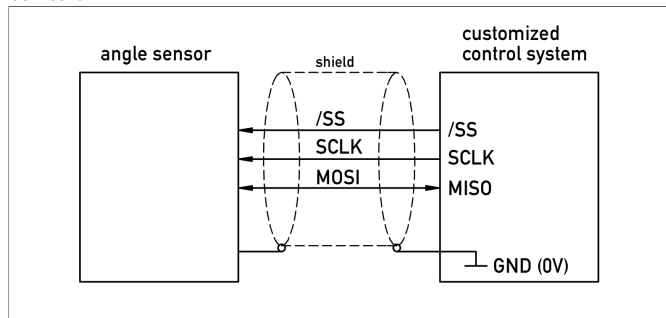 angle sensor
shield
customized
control system
/SS
/SS
SCLK
SCLK
MOSI
MISO
GND (0V)